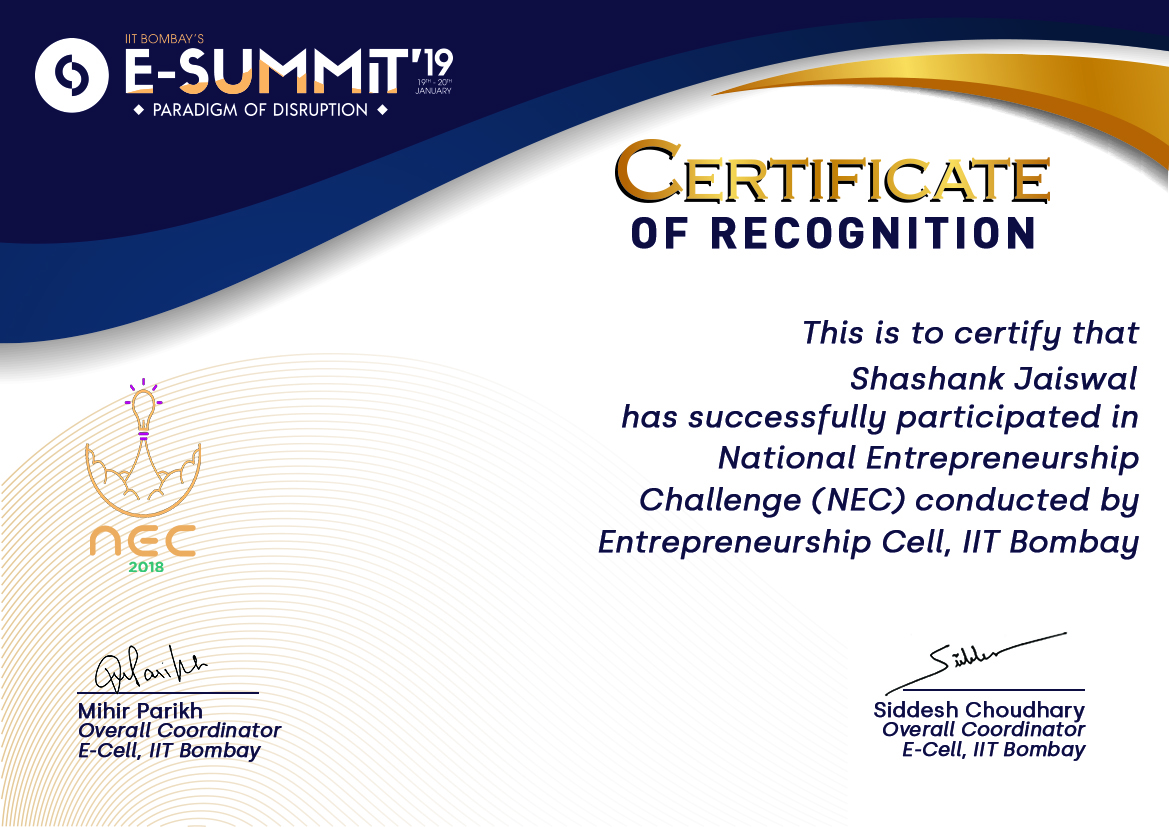 IIT BOMBAY'S
E-SUMMIT'19
19TH - 20TH
JANUARY
◆ PARADIGM OF DISRUPTION ◆
CERTIFICATE
OF RECOGNITION
This is to certify that
Shashank Jaiswal
has successfully participated in
National Entrepreneurship
Challenge (NEC) conducted by
Entrepreneurship Cell, IIT Bombay
nEC
2018
Mihir Parikh
Overall Coordinator
E-Cell, IIT Bombay
Siddesh Choudhary
Overall Coordinator
E-Cell, IIT Bombay